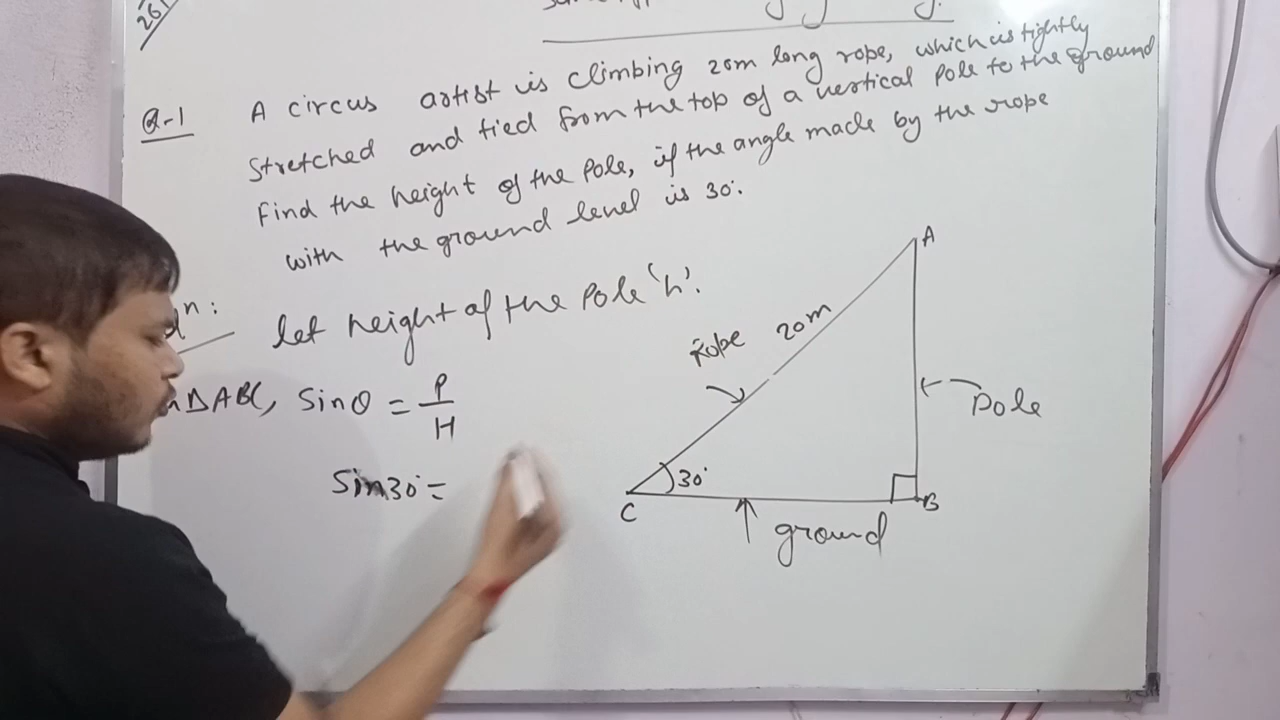 Q-1 A circus artist is climbing 20m long rope, which is tightly
stretched and tied from the top of a vertical pole to the ground
Find the height of the pole, if the angle made by the rope
with the ground level is 30°.
n:
let height of the pole 'h'.
ΔABC, Sinθ = P/H
Sin30° =
A
Rope 20m
Pole
30°
C
B
ground